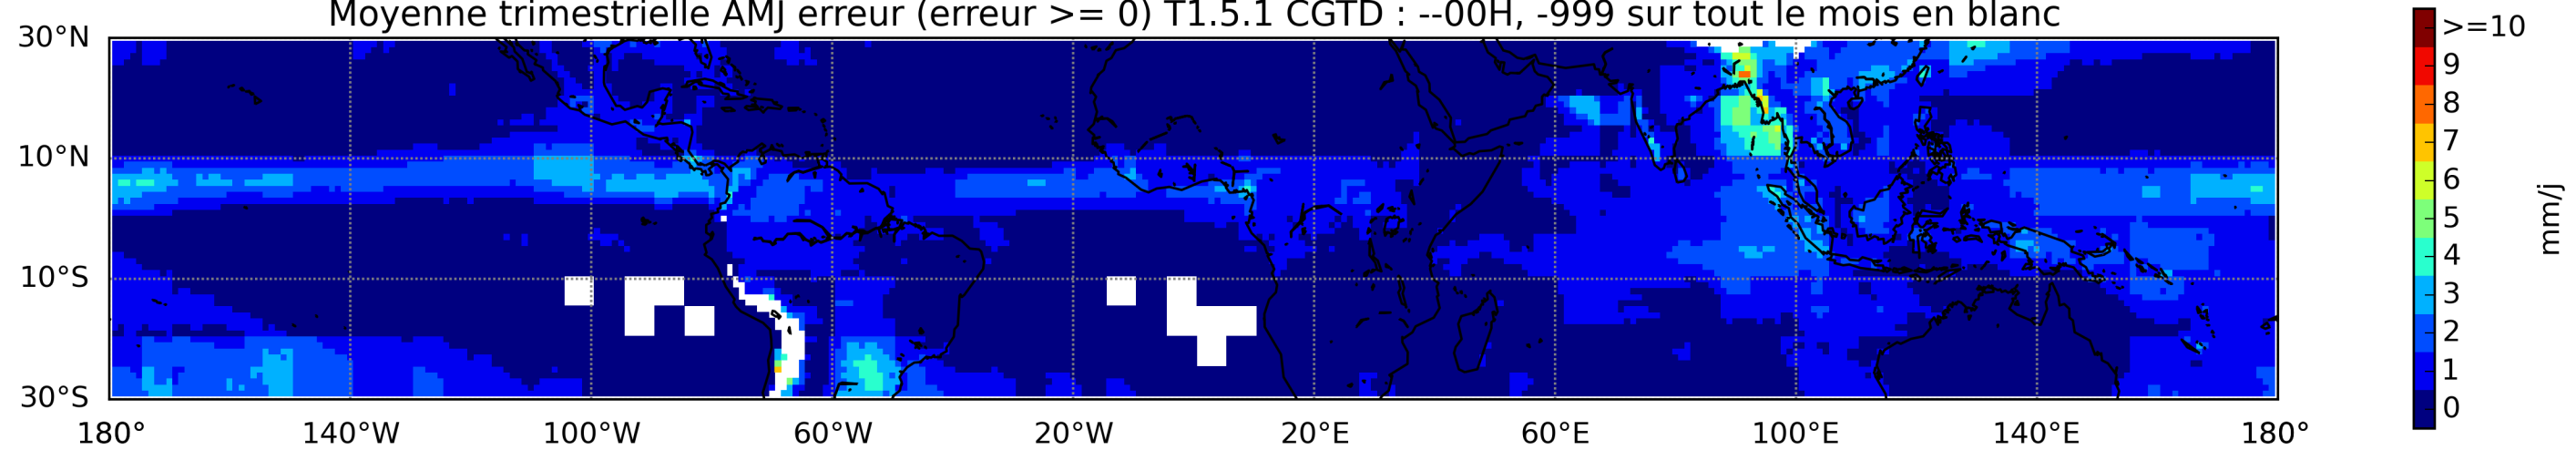 Moyenne trimestrielle AMJ erreur (erreur >= 0) T1.5.1 CGTD : --00H, -999 sur tout le mois en blanc
30°N
10°N
10°S
30°S
180° 140°W 100°W 60°W 20°W 20°E 60°E 100°E 140°E 180°
>=10
9
8
7
6
5
4
3
2
1
0
mm/j